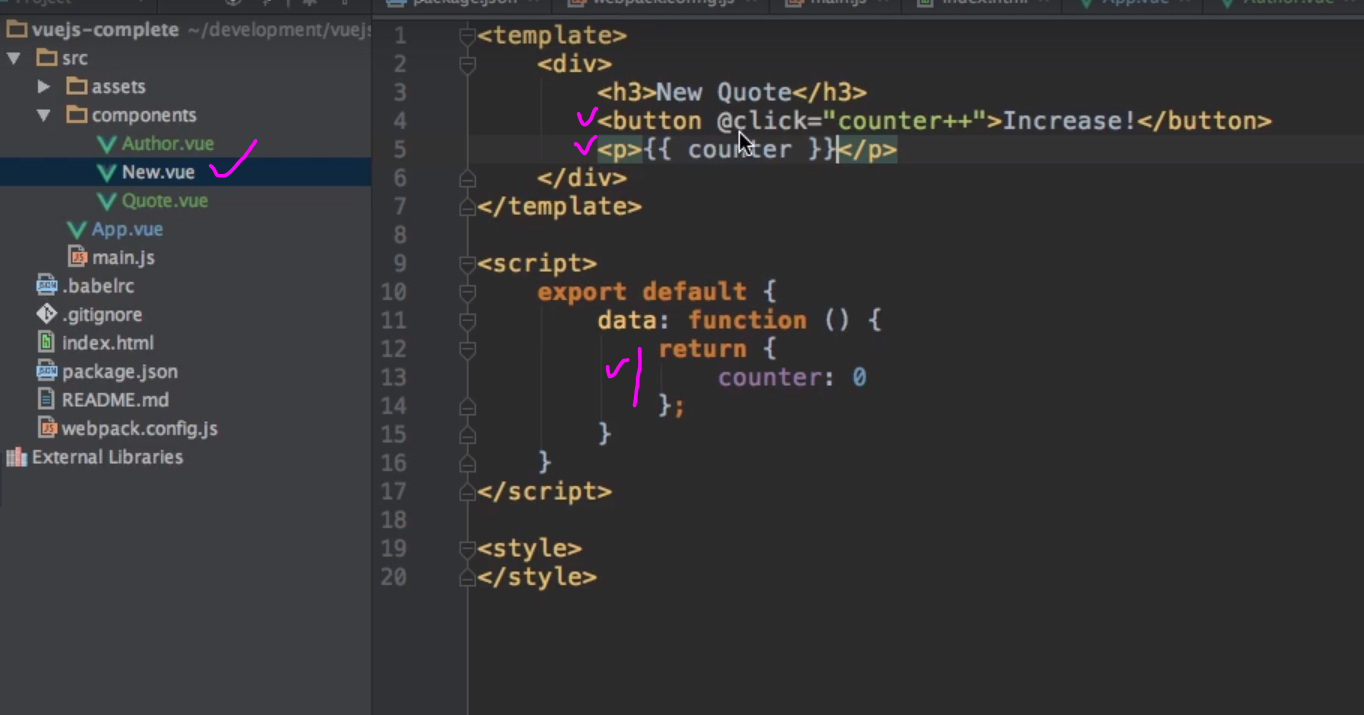 Project
package.json
webpack.config.js
main.js
index.html
App.vue
Author.vue
vuejs-complete ~/development/vuejs
src
assets
components
Author.vue
New.vue
Quote.vue
App.vue
main.js
.babelrc
.gitignore
index.html
package.json
README.md
webpack.config.js
External Libraries
1 <template>
2 <div>
3 <h3>New Quote</h3>
4 <button @click="counter++">Increase!</button>
5 <p>{{ counter }}</p>
6 </div>
7 </template>
8
9 <script>
10 export default {
11 data: function () {
12 return {
13 counter: 0
14 };
15 }
16 }
17 </script>
18
19 <style>
20 </style>